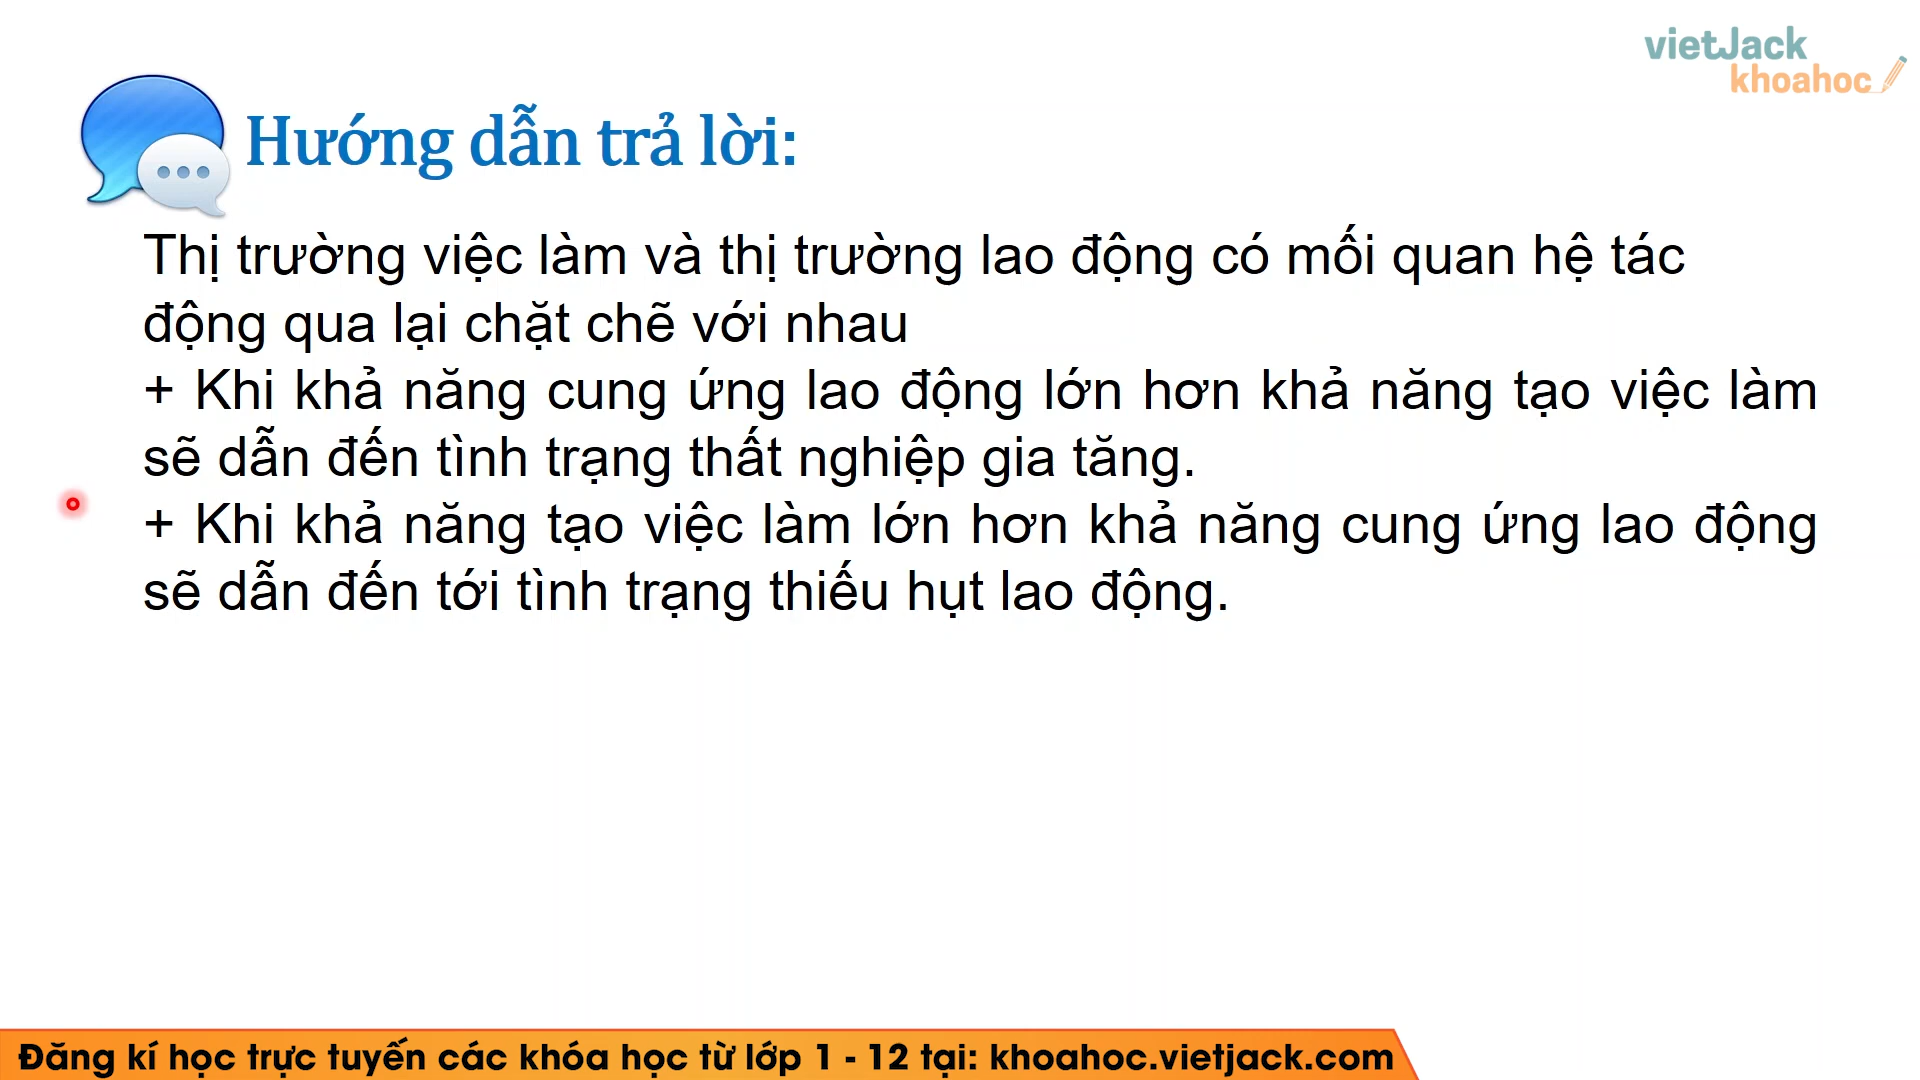 vietJack
khoahoc
Hướng dẫn trả lời:
Thị trường việc làm và thị trường lao động có mối quan hệ tác
động qua lại chặt chẽ với nhau
+ Khi khả năng cung ứng lao động lớn hơn khả năng tạo việc làm
sẽ dẫn đến tình trạng thất nghiệp gia tăng.
+ Khi khả năng tạo việc làm lớn hơn khả năng cung ứng lao động
sẽ dẫn đến tới tình trạng thiếu hụt lao động.
Đăng kí học trực tuyến các khóa học từ lớp 1 - 12 tại: khoahoc.vietjack.com